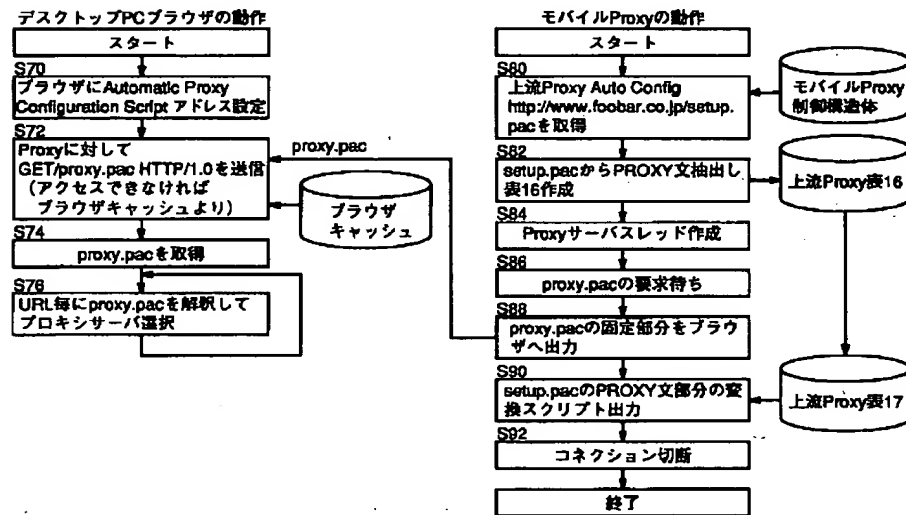 デスクトップPCブラウザの動作
スタート
S70
ブラウザにAutomatic Proxy
Configuration Script アドレス設定
S72
Proxyに対して
GET/proxy.pac HTTP/1.0を送信
(アクセスできなければ
ブラウザキャッシュより)
ブラウザ
キャッシュ
S74
proxy.pacを取得
S76
URL毎にproxy.pacを解釈して
プロキシサーバ選択
proxy.pac
モバイルProxyの動作
スタート
S80
上流Proxy Auto Config
http://www.foobar.co.jp/setup.
pacを取得
モバイルProxy
制御構造体
S82
setup.pacからPROXY文抽出し
表16作成
上流Proxy表16
S84
Proxyサーバスレッド作成
S86
proxy.pacの要求待ち
S88
proxy.pacの固定部分をブラウ
ザへ出力
S90
setup.pacのPROXY文部分の変
換スクリプト出力
上流Proxy表17
S92
コネクション切断
終了